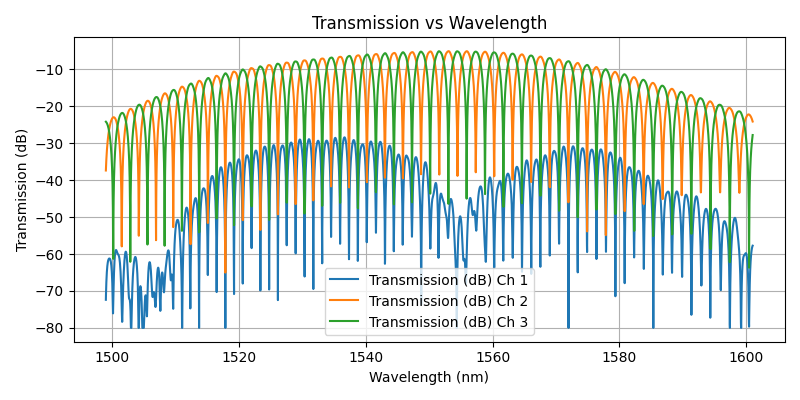 Transmission vs Wavelength
Transmission (dB)
−10
−20
−30
−40
−50
−60
−70
−80
Transmission (dB) Ch 1
Transmission (dB) Ch 2
Transmission (dB) Ch 3
1500 1520 1540 1560 1580 1600
Wavelength (nm)